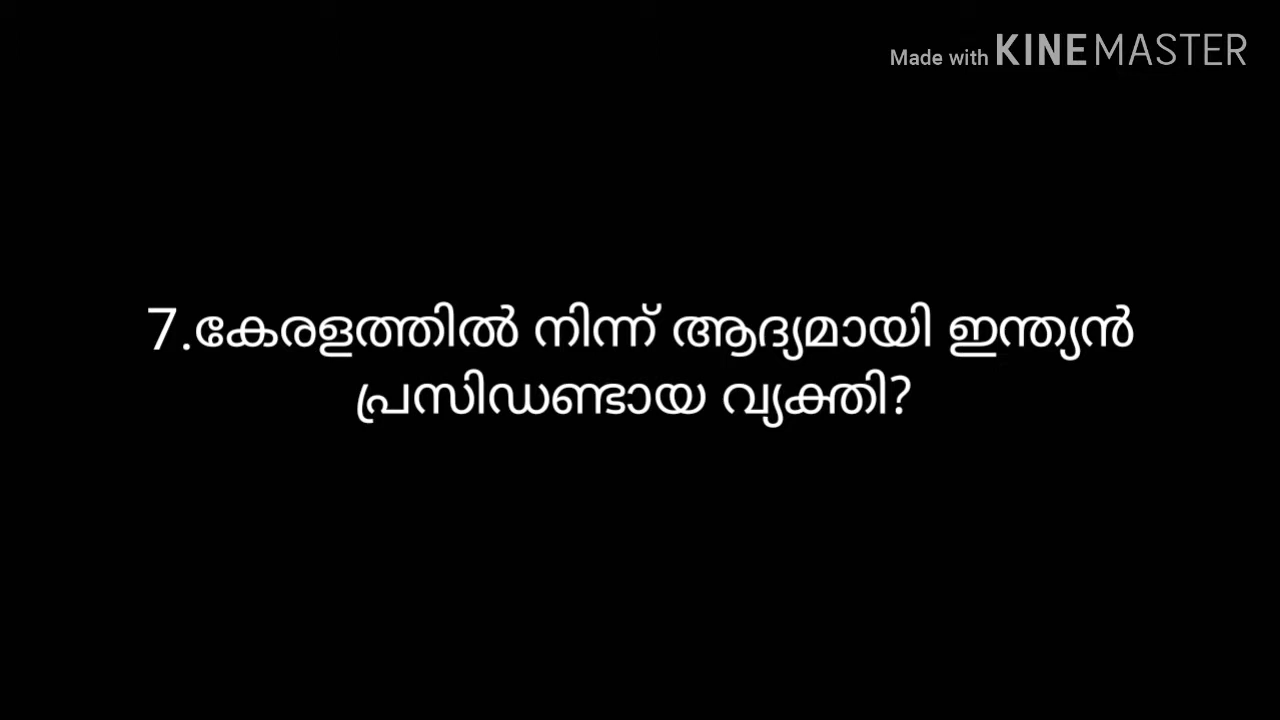 Made with KINEMASTER
7.കേരളത്തിൽ നിന്ന് ആദ്യമായി ഇന്ത്യൻ
പ്രസിഡണ്ടായ വ്യക്തി?